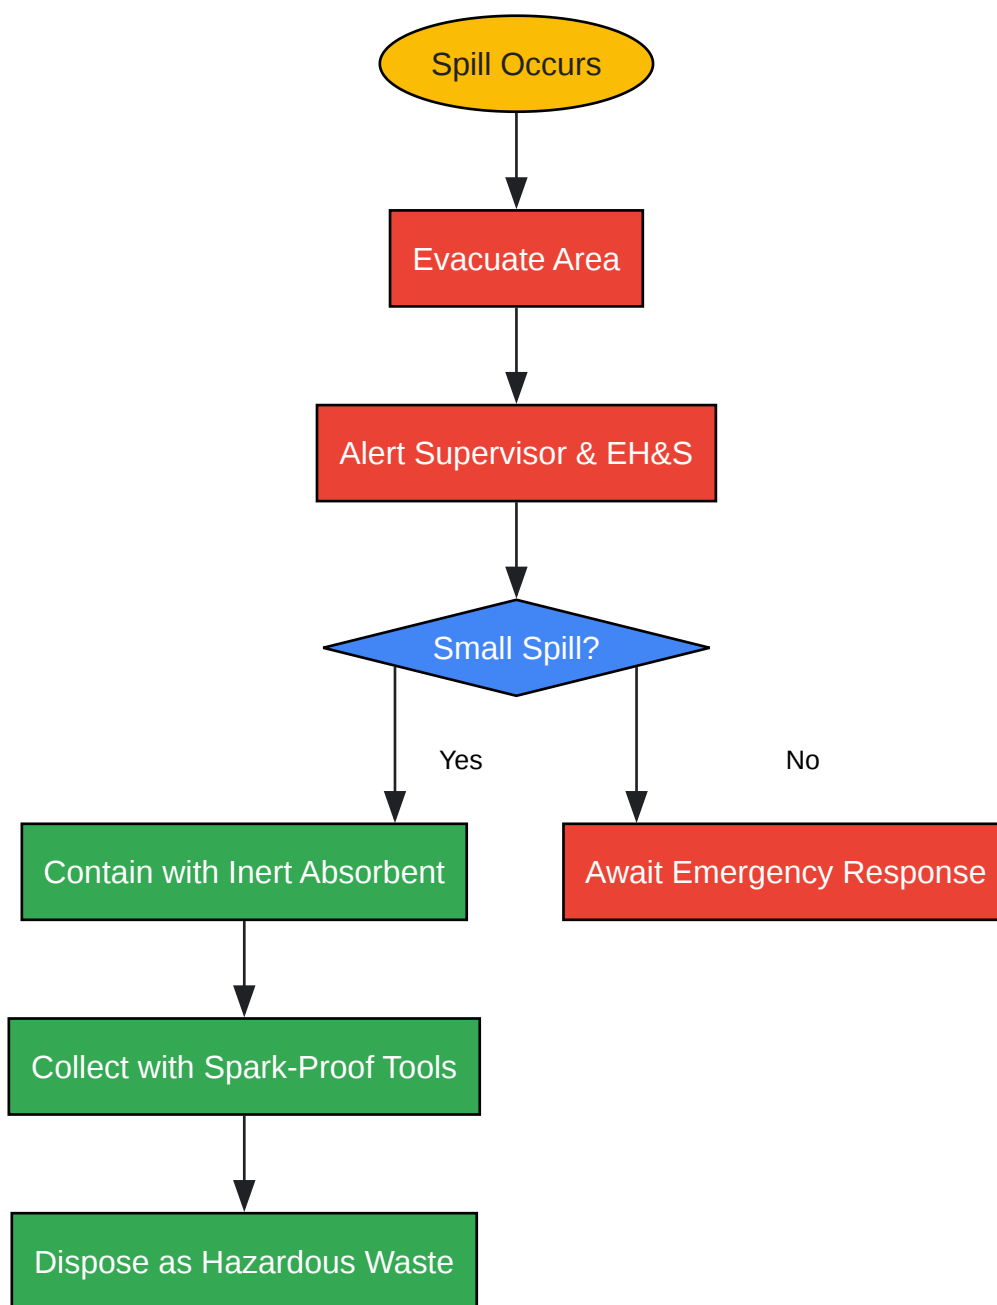 Spill Occurs
Evacuate Area
Alert Supervisor & EH&S
Small Spill?
Yes
No
Contain with Inert Absorbent
Await Emergency Response
Collect with Spark-Proof Tools
Dispose as Hazardous Waste